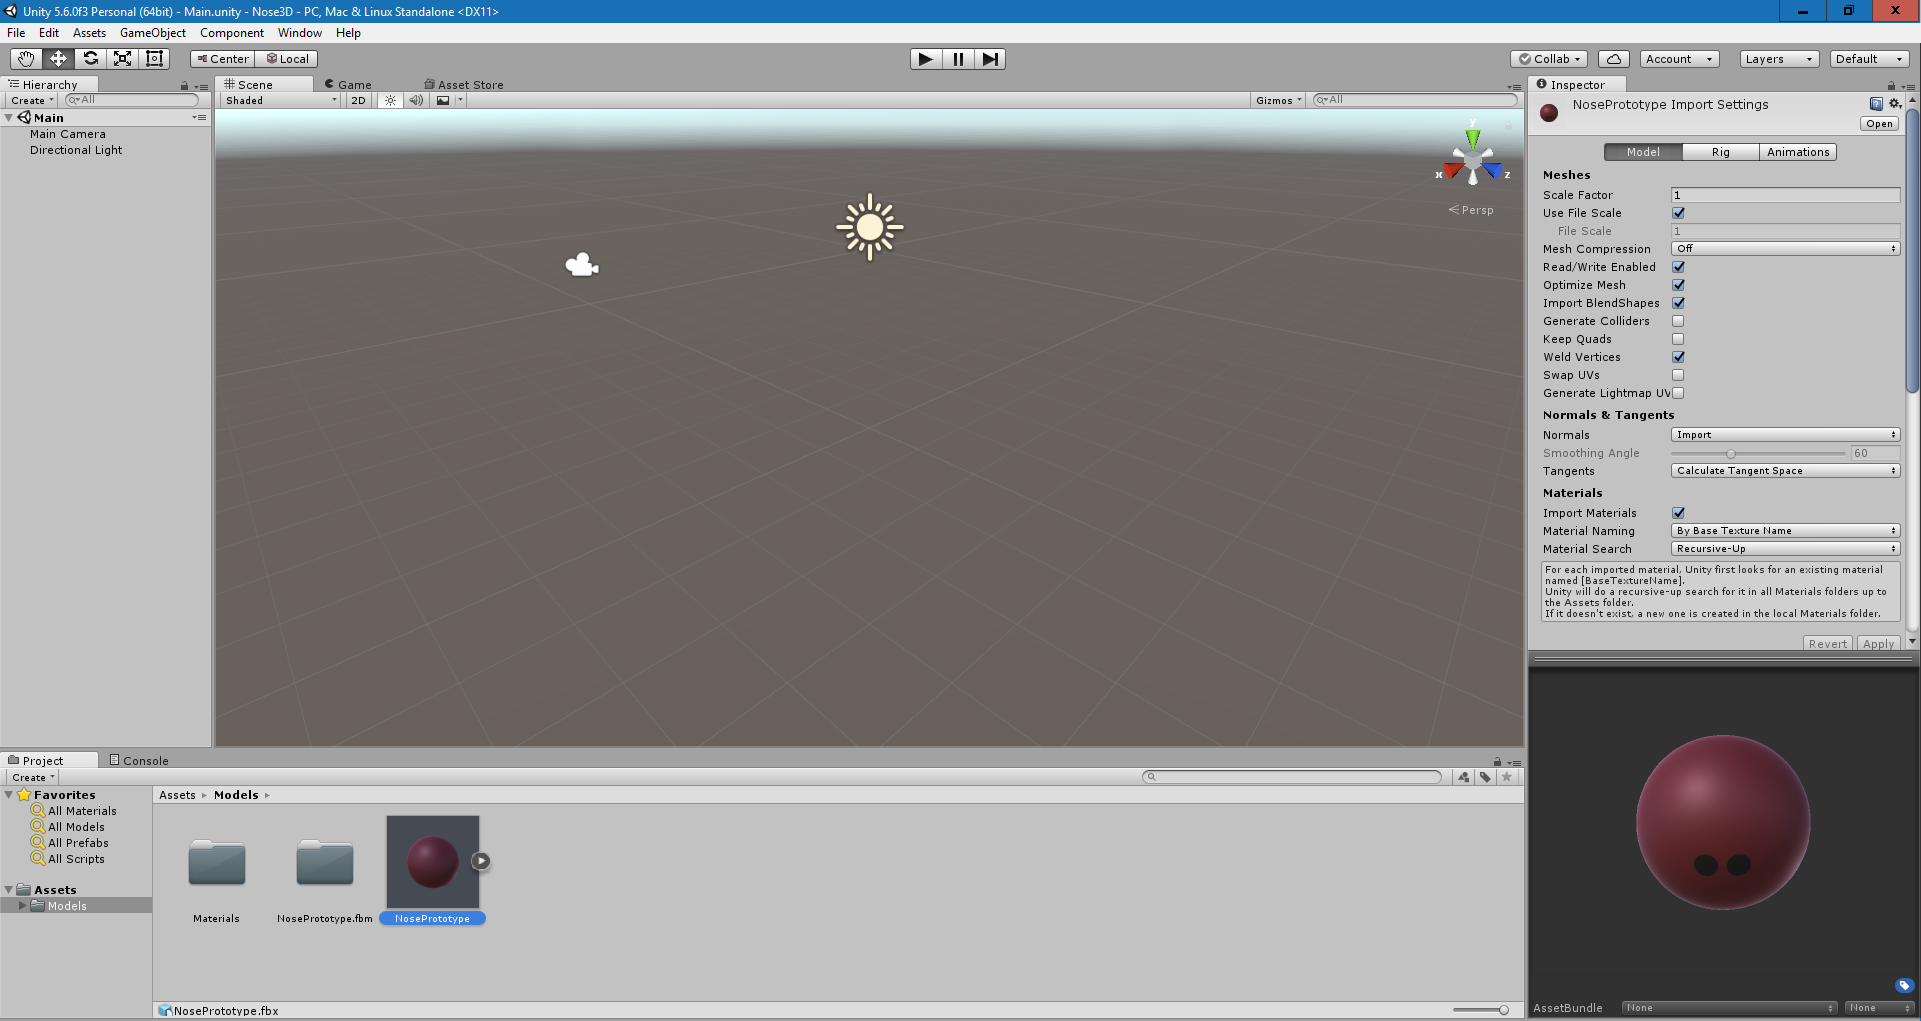 Unity 5.6.0f3 Personal (64bit) - Main.unity - Nose3D - PC, Mac & Linux Standalone <DX11>
File Edit Assets GameObject Component Window Help
Center Local
Collab Account Layers Default
Hierarchy
Create All
Main
Main Camera
Directional Light
Scene Game Asset Store
Shaded 2D Gizmos All
y
x z
Persp
Inspector
NosePrototype Import Settings
Open
Model Rig Animations
Meshes
Scale Factor 1
Use File Scale
File Scale 1
Mesh Compression Off
Read/Write Enabled
Optimize Mesh
Import BlendShapes
Generate Colliders
Keep Quads
Weld Vertices
Swap UVs
Generate Lightmap UV
Normals & Tangents
Normals Import
Smoothing Angle 60
Tangents Calculate Tangent Space
Materials
Import Materials
Material Naming By Base Texture Name
Material Search Recursive-Up
For each imported material, Unity first looks for an existing material
named [BaseTextureName].
Unity will do a recursive-up search for it in all Materials folders up to
the Assets folder.
If it doesn't exist, a new one is created in the local Materials folder.
Revert Apply
Project Console
Create
Favorites
All Materials
All Models
All Prefabs
All Scripts
Assets
Models
Assets Models
Materials NosePrototype.fbm NosePrototype
NosePrototype.fbx
AssetBundle None None